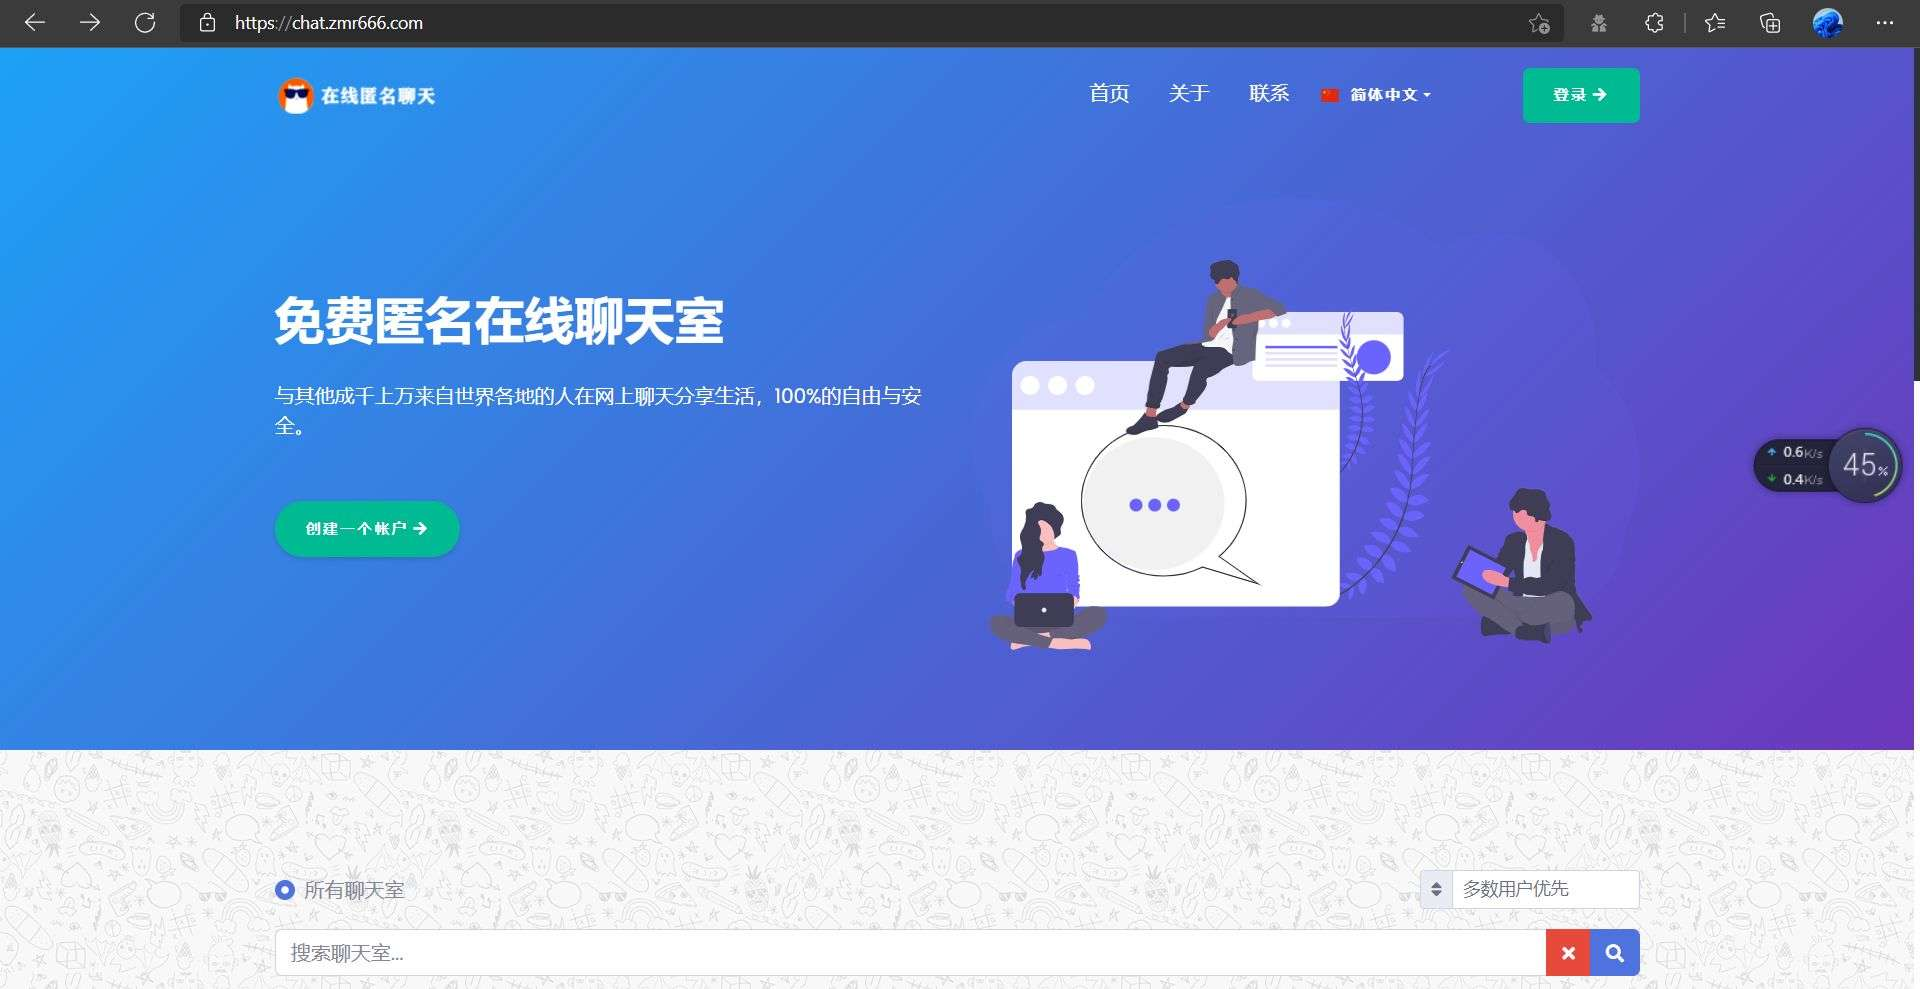 https://chat.zmr666.com
在线匿名聊天
首页
关于
联系
简体中文
登录
免费匿名在线聊天室
与其他成千上万来自世界各地的人在网上聊天分享生活，100%的自由与安
全。
创建一个帐户
0.6K/s
0.4K/s
45%
所有聊天室
多数用户优先
搜索聊天室...